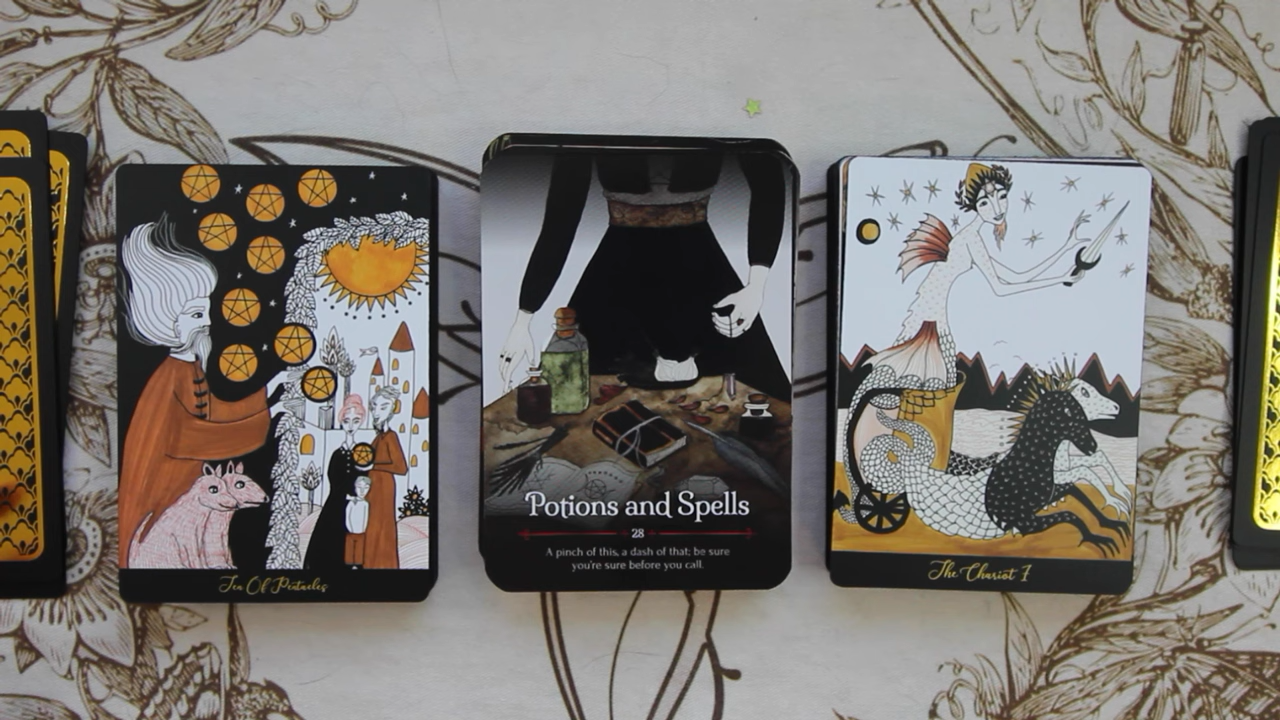 Ten Of Pentacles
Potions and Spells
28
A pinch of this, a dash of that; be sure
you're sure before you call.
The Chariot 7